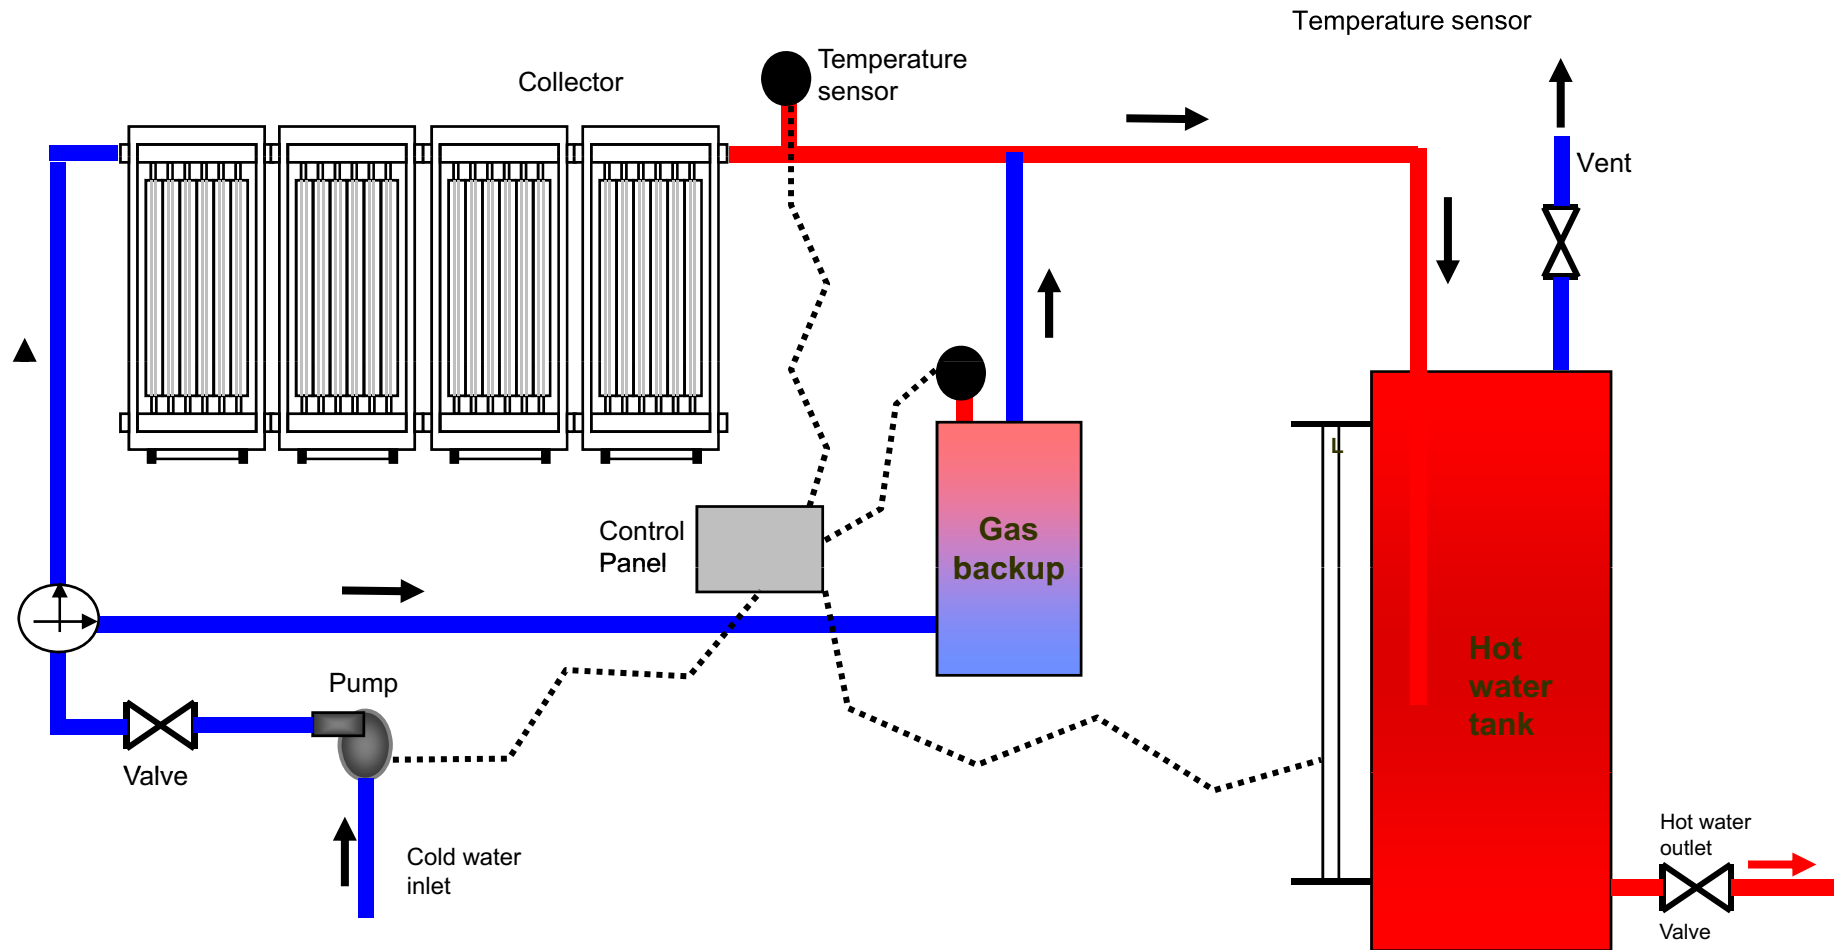 Temperature sensor
Temperature
sensor
Collector
Vent
L
Control
Panel
Gas
backup
Hot
water
tank
Pump
Valve
Cold water
inlet
Hot water
outlet
Valve